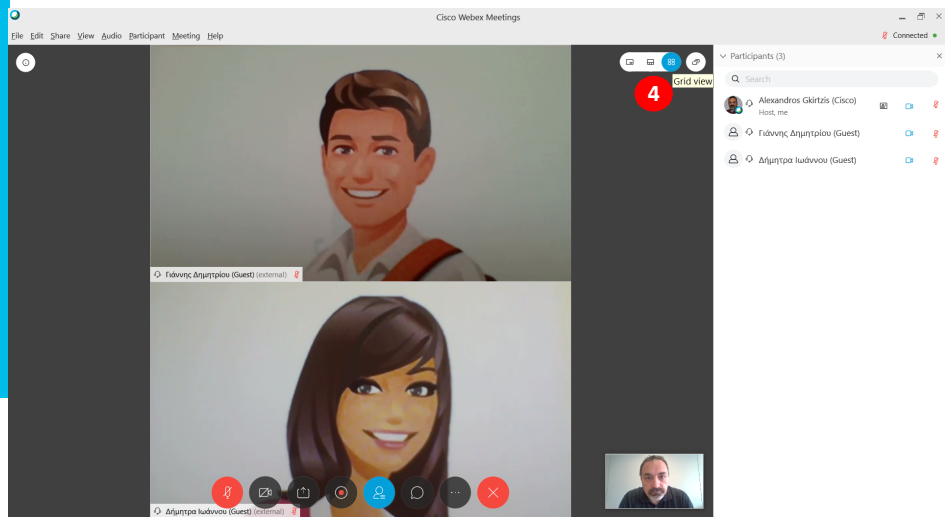 Cisco Webex Meetings
File Edit Share View Audio Participant Meeting Help
Connected
Participants (3)
Search
Grid view
4
Alexandros Gkirtzis (Cisco)
Host, me
Γιάννης Δημητρίου (Guest)
Δήμητρα Ιωάννου (Guest)
Γιάννης Δημητρίου (Guest) (external)
Δήμητρα Ιωάννου (Guest) (external)